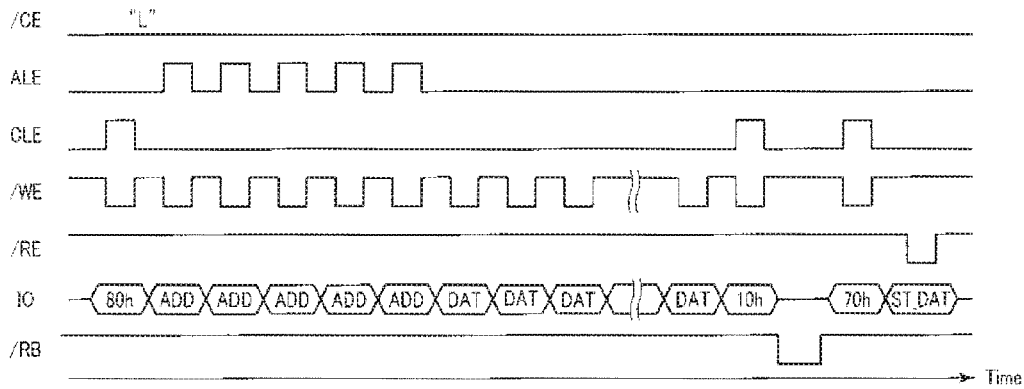 /CE "L"
ALE
CLE
/WE
/RE
IO 80h ADD ADD ADD ADD ADD DAT DAT DAT DAT 10h 70h ST_DAT
/RB
Time